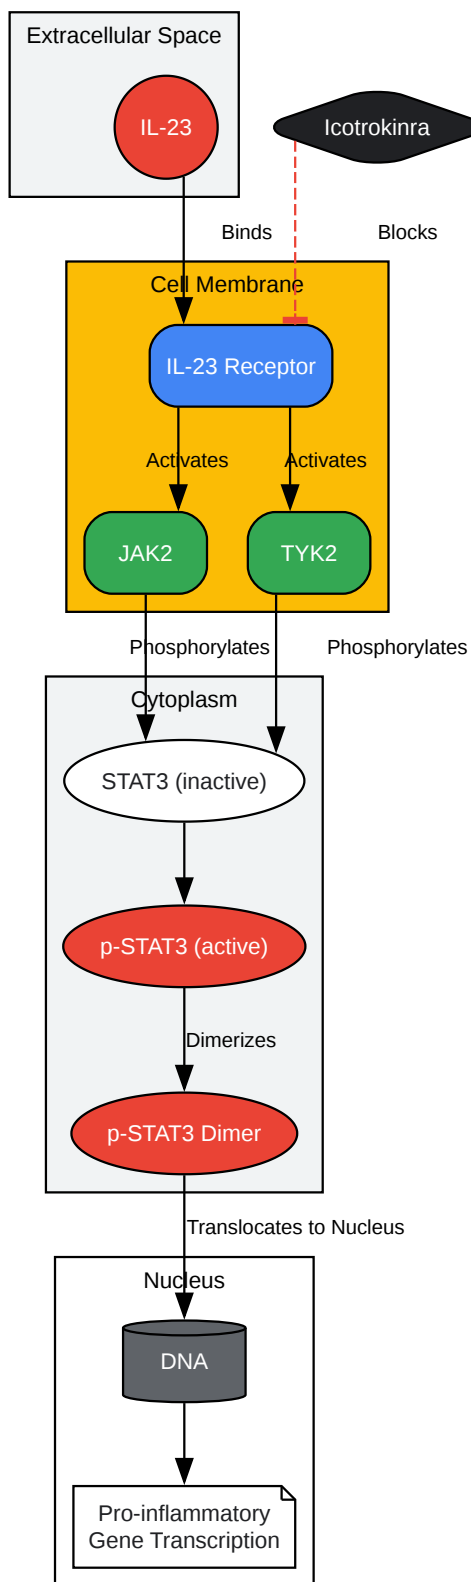 Extracellular Space
IL-23
Icotrokinra
Binds
Blocks
Cell Membrane
IL-23 Receptor
Activates
Activates
JAK2
TYK2
Phosphorylates
Phosphorylates
Cytoplasm
STAT3 (inactive)
p-STAT3 (active)
Dimerizes
p-STAT3 Dimer
Translocates to Nucleus
Nucleus
DNA
Pro-inflammatory
Gene Transcription